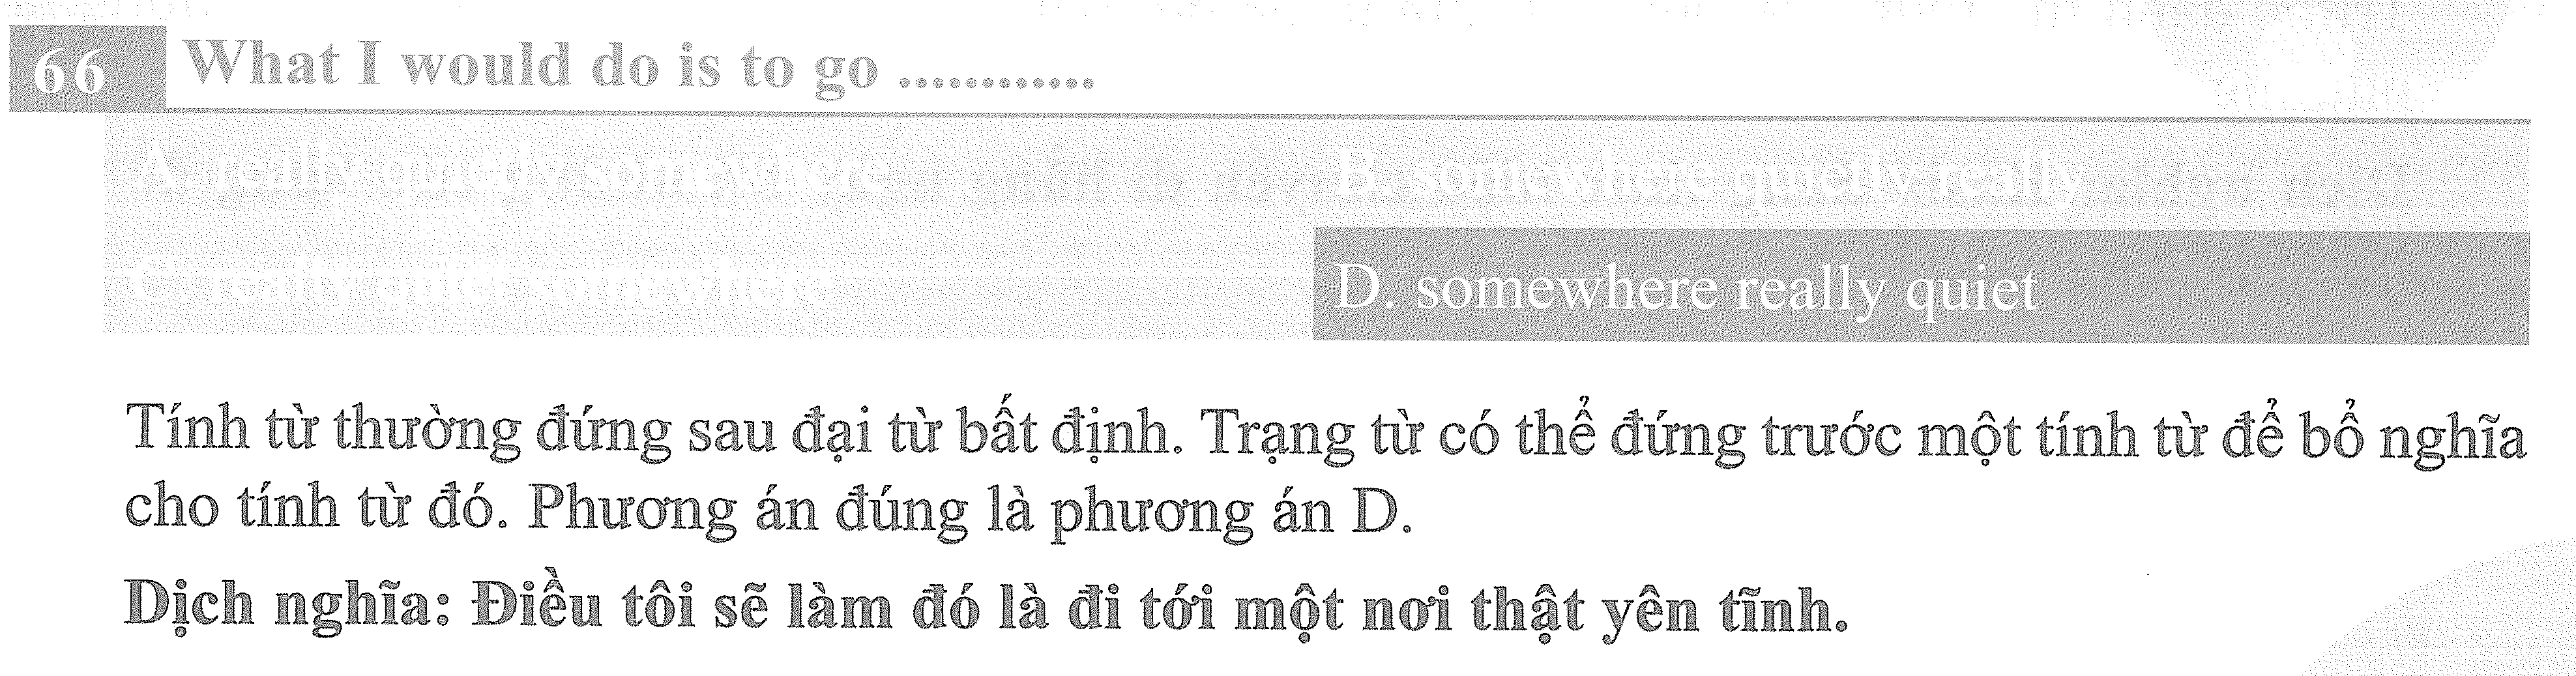 66 What I would do is to go ............
A. really quietly somewhere B. somewhere quietly really
C. really quiet somewhere D. somewhere really quiet
Tính từ thường đứng sau đại từ bất định. Trạng từ có thể đứng trước một tính từ để bổ nghĩa
cho tính từ đó. Phương án đúng là phương án D.
Dịch nghĩa: Điều tôi sẽ làm đó là đi tới một nơi thật yên tĩnh.